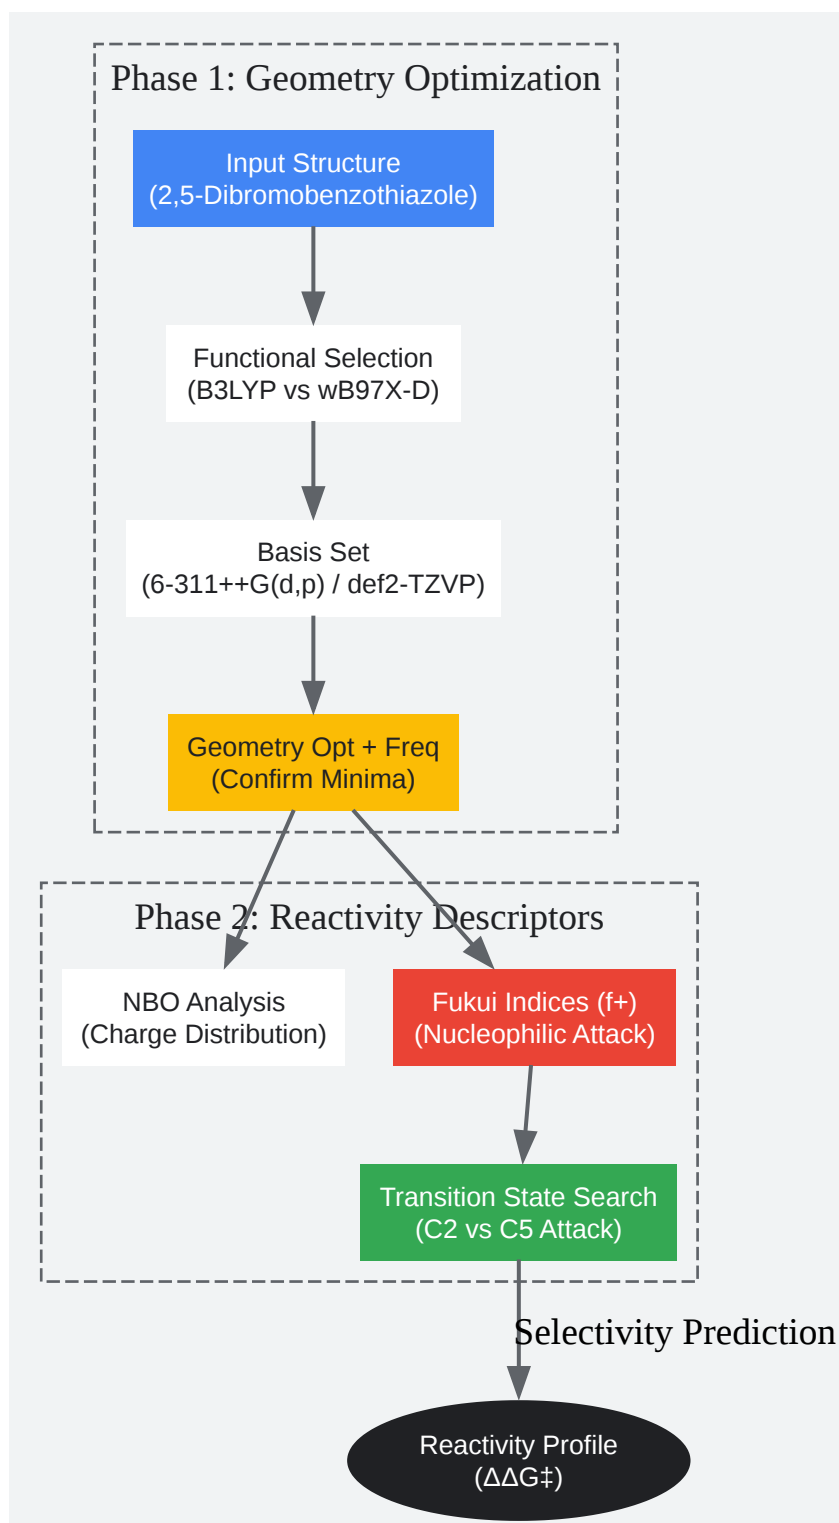 Phase 1: Geometry Optimization
Input Structure
(2,5-Dibromobenzothiazole)
Functional Selection
(B3LYP vs wB97X-D)
Basis Set
(6-311++G(d,p) / def2-TZVP)
Geometry Opt + Freq
(Confirm Minima)
Phase 2: Reactivity Descriptors
NBO Analysis
(Charge Distribution)
Fukui Indices (f+)
(Nucleophilic Attack)
Transition State Search
(C2 vs C5 Attack)
Selectivity Prediction
Reactivity Profile
(ΔΔG‡)